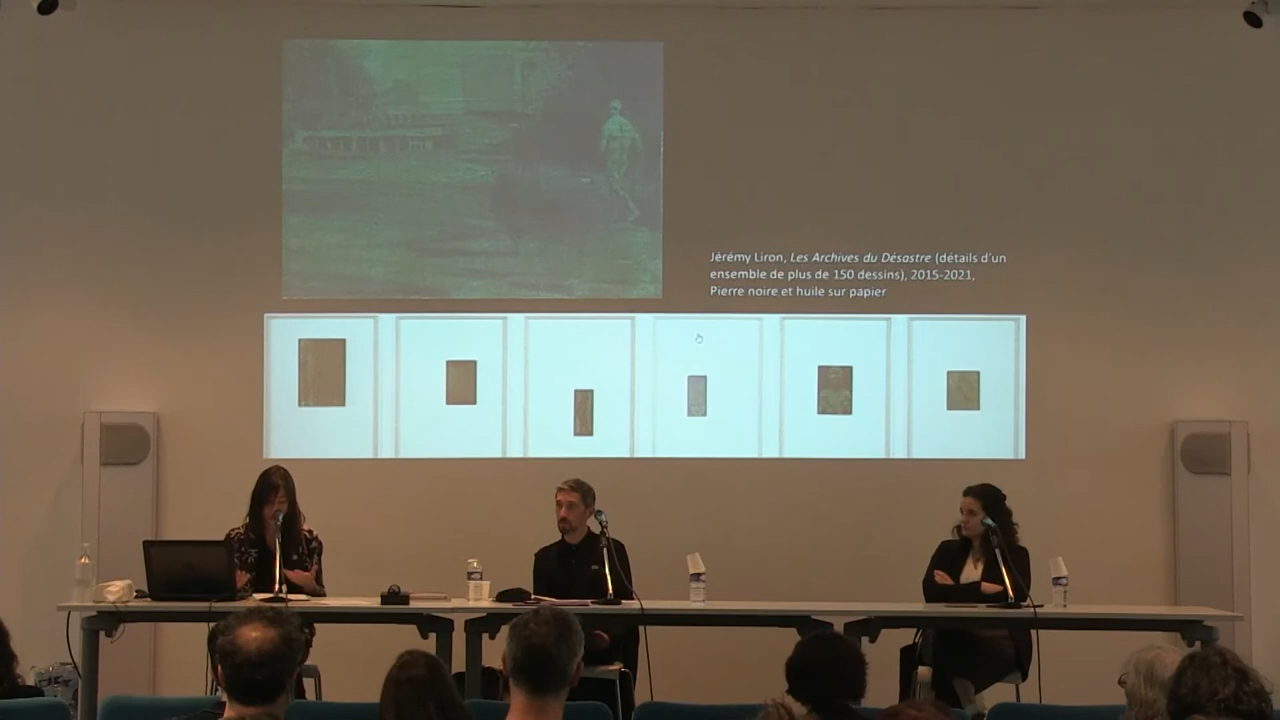 Jérémy Liron, Les Archives du Désastre (détails d'un
ensemble de plus de 150 dessins), 2015-2021,
Pierre noire et huile sur papier